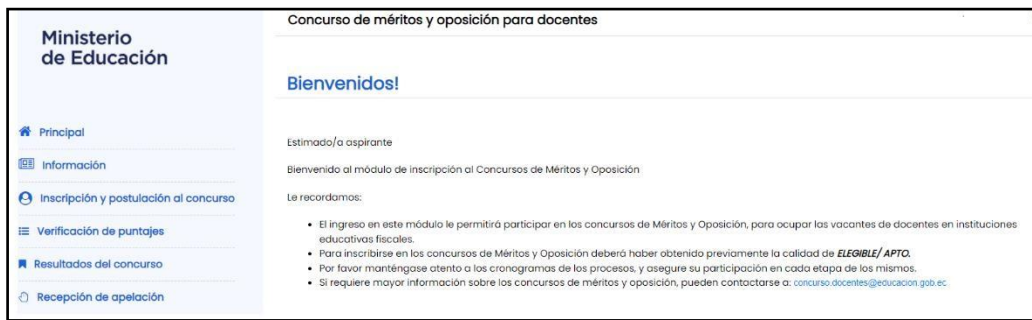 Ministerio
de Educación
Principal
Información
Inscripción y postulación al concurso
Verificación de puntajes
Resultados del concurso
Recepción de apelación
Concurso de méritos y oposición para docentes
Bienvenidos!
Estimado/a aspirante
Bienvenido al módulo de inscripción al Concursos de Méritos y Oposición
Le recordamos:
• El ingreso en este módulo le permitirá participar en los concursos de Méritos y Oposición, para ocupar las vacantes de docentes en instituciones
educativas fiscales.
• Para inscribirse en los concursos de Méritos y Oposición deberá haber obtenido previamente la calidad de ELEGIBLE/ APTO.
• Por favor manténgase atento a los cronogramas de los procesos, y asegure su participación en cada etapa de los mismos.
• Si requiere mayor información sobre los concursos de méritos y oposición, pueden contactarse a: concurso.docentes@educacion.gob.ec